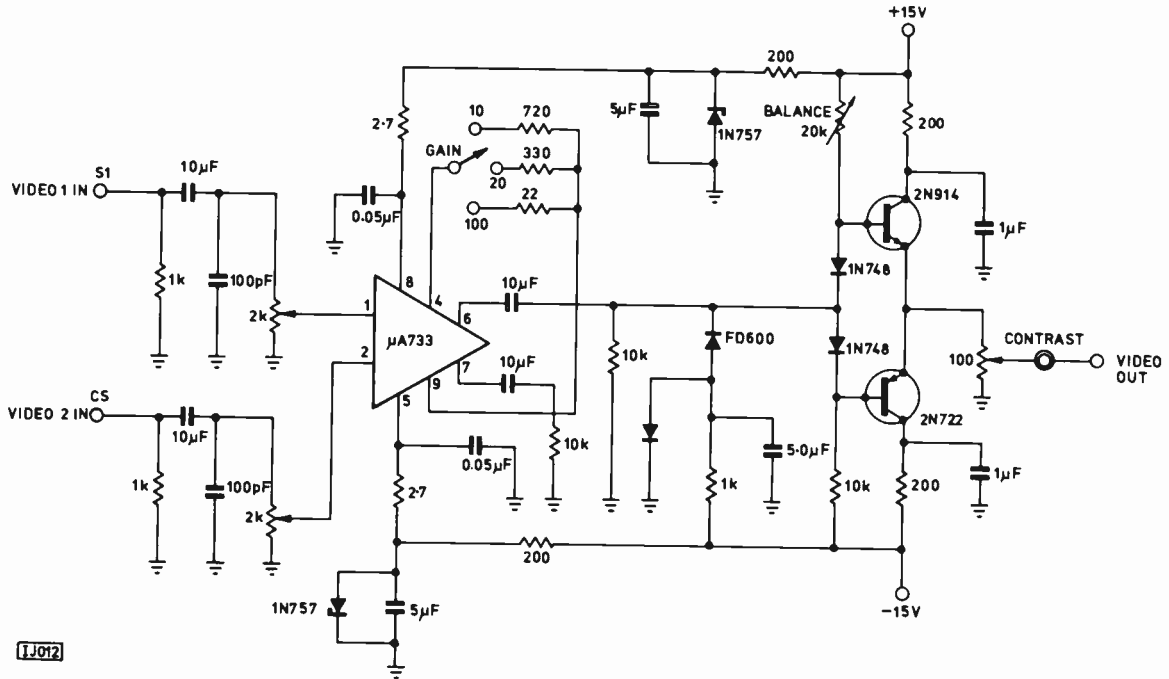 +15V
200
5µF
1N757
BALANCE
20k
200
2·7
10
720
GAIN
330
20
22
100
0.05µF
2N914
1µF
S1
VIDEO 1 IN
10µF
1k
100pF
2k
8
4
1
6
µA733
2
7
9
5
10µF
1N748
10µF
10k
FD600
1N748
CONTRAST
100
VIDEO
OUT
CS
VIDEO 2 IN
10µF
1k
100pF
2k
0.05µF
10k
5·0µF
1k
10k
2N722
200
1µF
2·7
200
1N757
5µF
-15V
IJ012